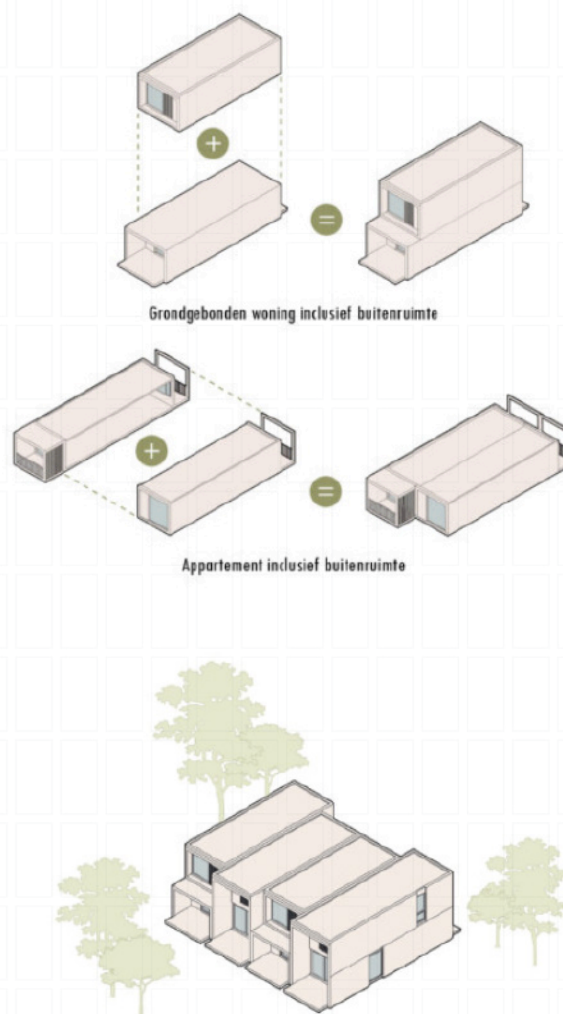 +
=
Grondgebonden woning inclusief buitenruimte
+
=
Appartement inclusief buitenruimte